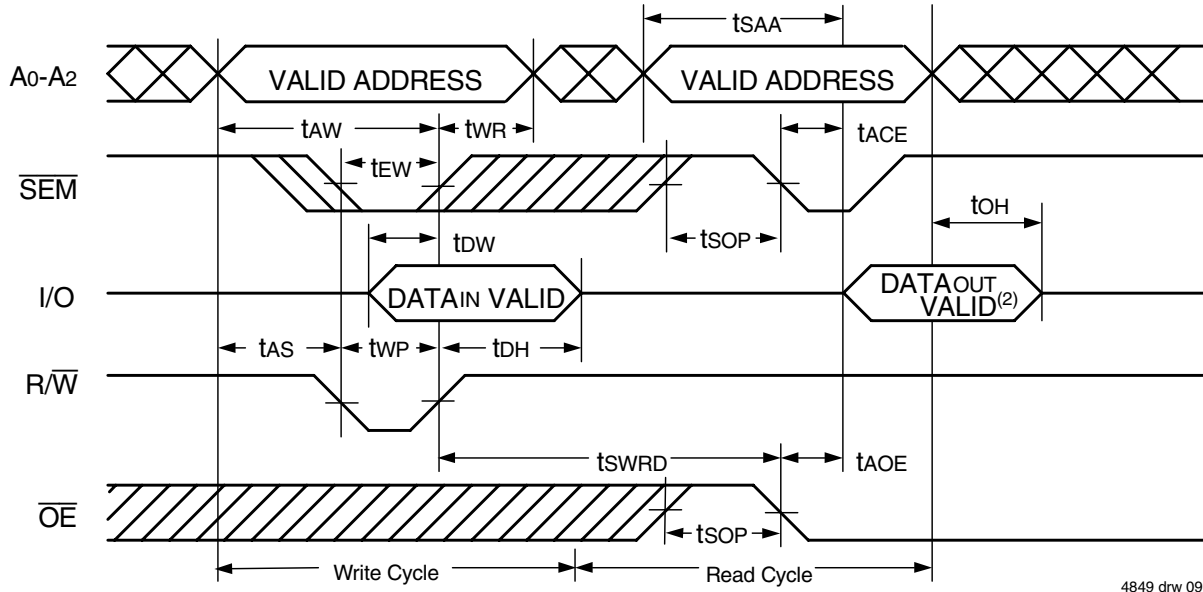 tSAA
A0-A2 VALID ADDRESS VALID ADDRESS
tAW tWR tACE
tEW
SEM
tSOP tOH
tDW
I/O DATAIN VALID DATAOUT VALID(2)
tAS tWP tDH
R/W
tSWRD tAOE
OE
tSOP
Write Cycle Read Cycle
4849 drw 09